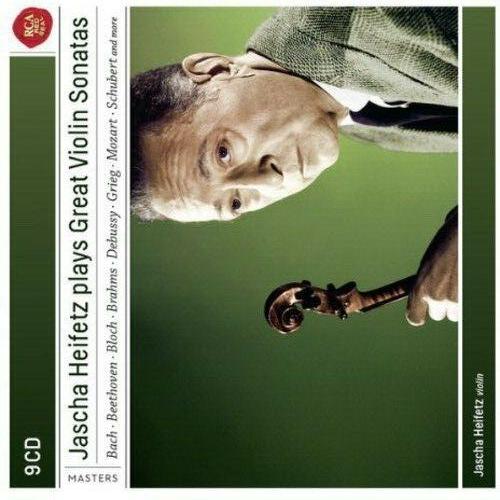 RCA
RED
SEAL
Jascha Heifetz plays Great Violin Sonatas
Bach · Beethoven · Bloch · Brahms · Debussy · Grieg · Mozart · Schubert and more
9CD
MASTERS
Jascha Heifetz violin